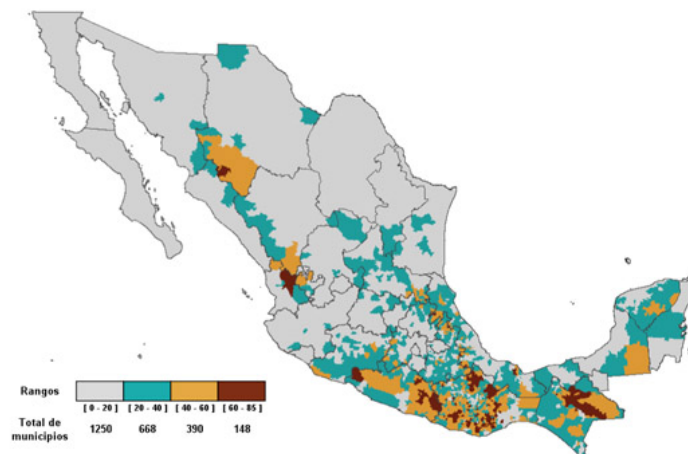 Rangos
[ 0 - 20 ] [ 20 - 40 ] [ 40 - 60 ] [ 60 - 85 ]
Total de
municipios
1250 668 390 148